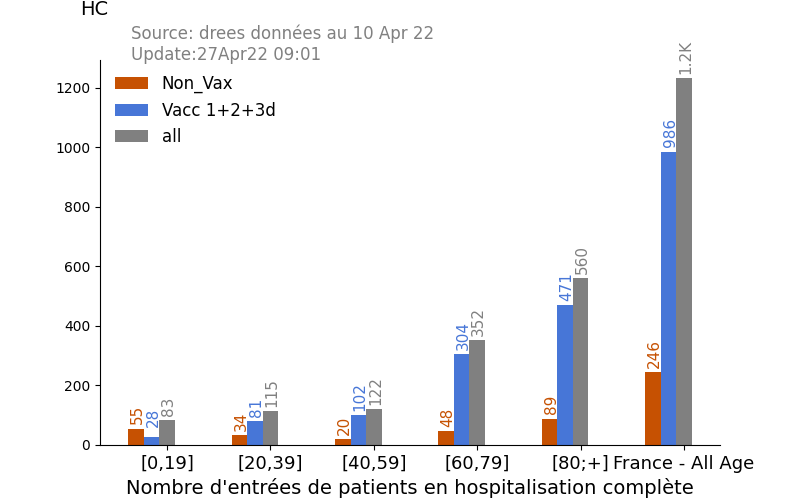 HC
Source: drees données au 10 Apr 22
Update:27Apr22 09:01
Non_Vax
Vacc 1+2+3d
all
1200
1000
800
600
400
200
0
55 28 83
34 81 115
20 102 122
48 304 352
89 471 560
246 986 1.2K
[0,19] [20,39] [40,59] [60,79] [80;+] France - All Age
Nombre d'entrées de patients en hospitalisation complète